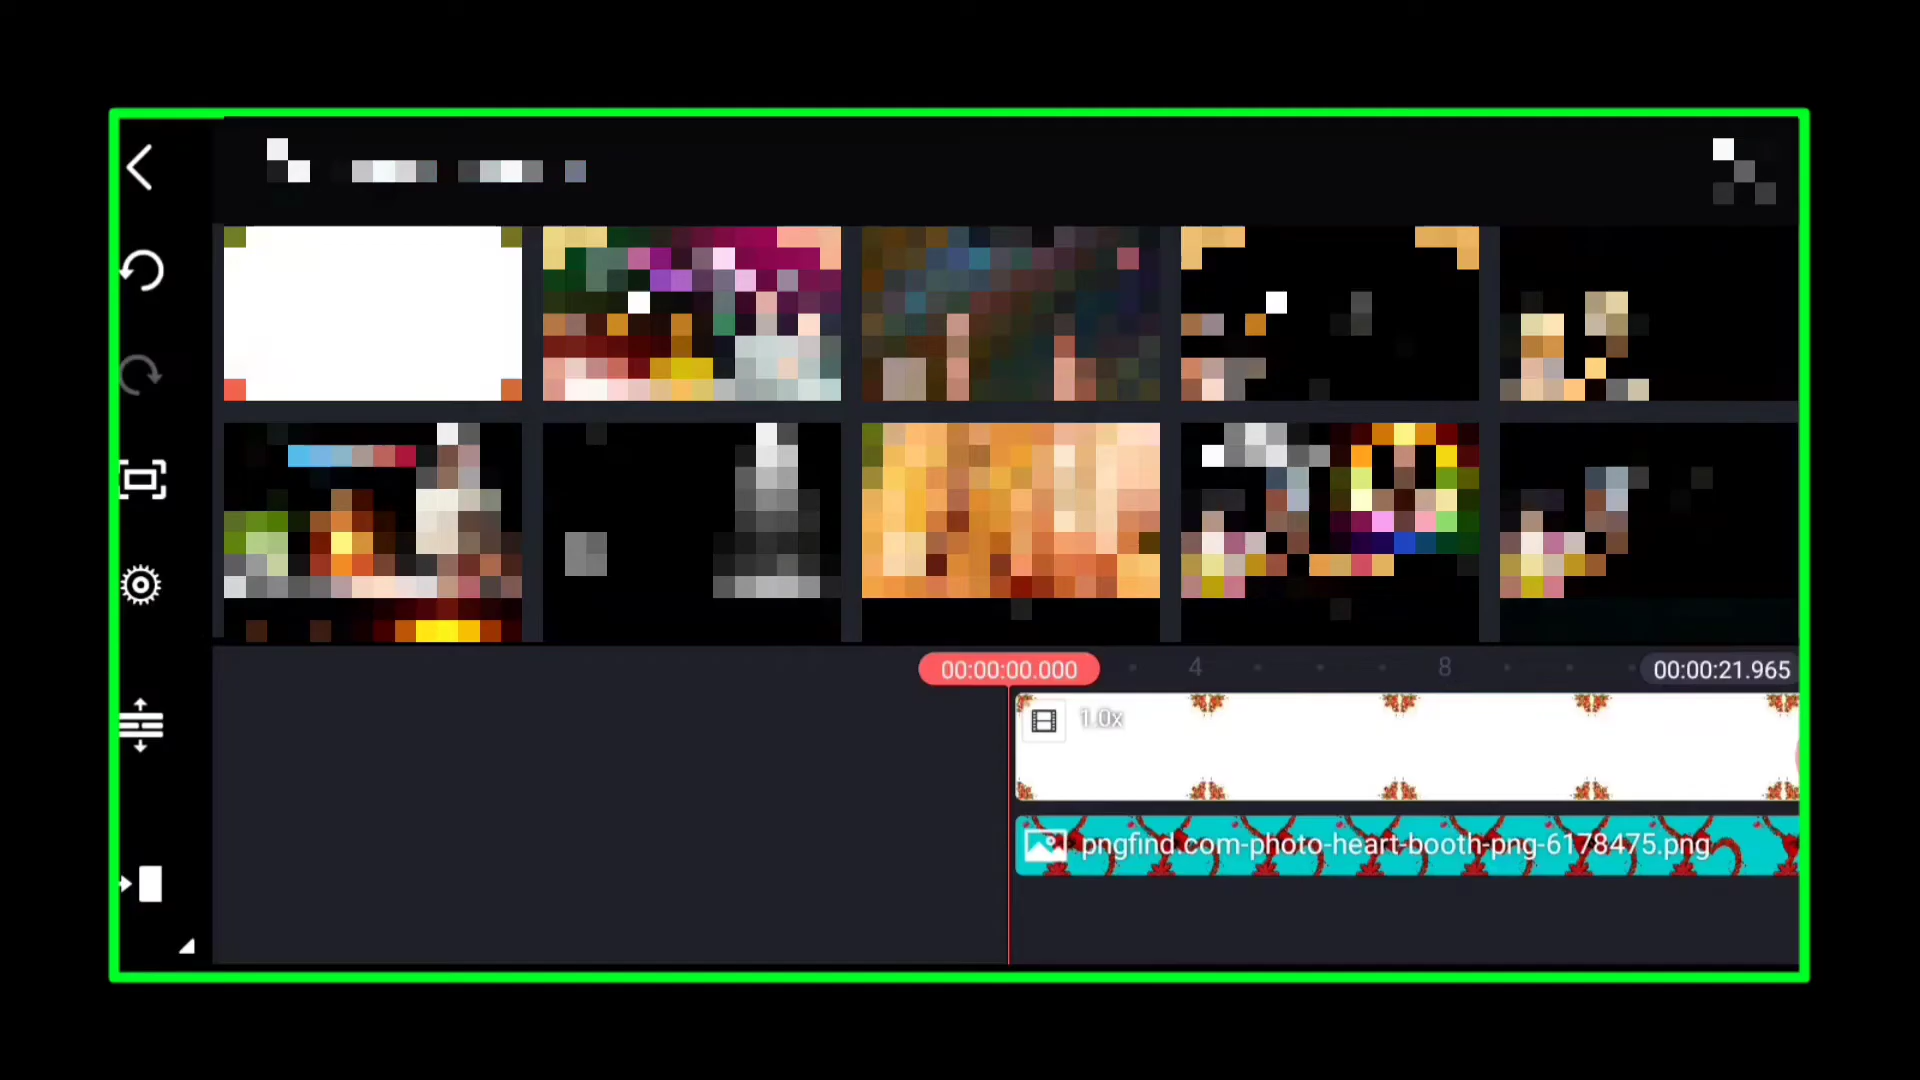 00:00:00.000
4
8
00:00:21.965
1.0x
pngfind.com-photo-heart-booth-png-6178475.png